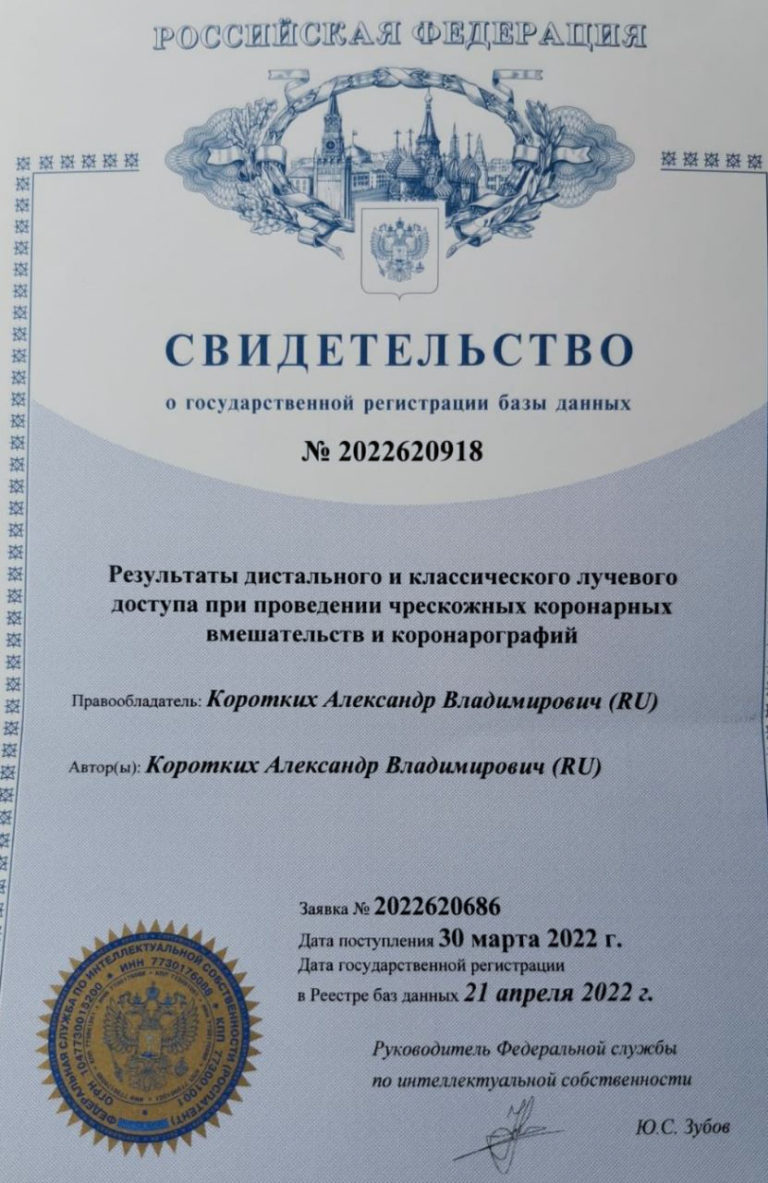 РОССИЙСКАЯ ФЕДЕРАЦИЯ
СВИДЕТЕЛЬСТВО
о государственной регистрации базы данных
№ 2022620918
Результаты дистального и классического лучевого
доступа при проведении чрескожных коронарных
вмешательств и коронарографий
Правообладатель: Коротких Александр Владимирович (RU)
Автор(ы): Коротких Александр Владимирович (RU)
Заявка № 2022620686
Дата поступления 30 марта 2022 г.
Дата государственной регистрации
в Реестре баз данных 21 апреля 2022 г.
Руководитель Федеральной службы
по интеллектуальной собственности
Ю.С. Зубов
ФЕДЕРАЛЬНАЯ СЛУЖБА ПО ИНТЕЛЛЕКТУАЛЬНОЙ СОБСТВЕННОСТИ (РОСПАТЕНТ)
ОГРН 1047730015200 * ИНН 7730176088 * КПП 773001001